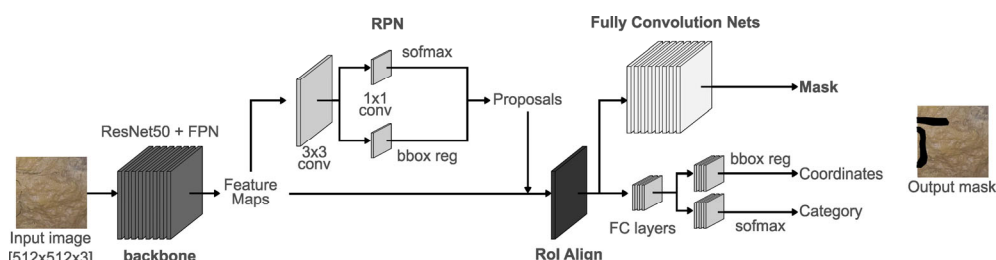 RPN
Fully Convolution Nets
sofmax
1x1
conv
Proposals
Mask
ResNet50 + FPN
3x3
conv
bbox reg
Feature
Maps
bbox reg
Coordinates
Output mask
Input image
[512x512x3]
backbone
RoI Align
FC layers
sofmax
Category